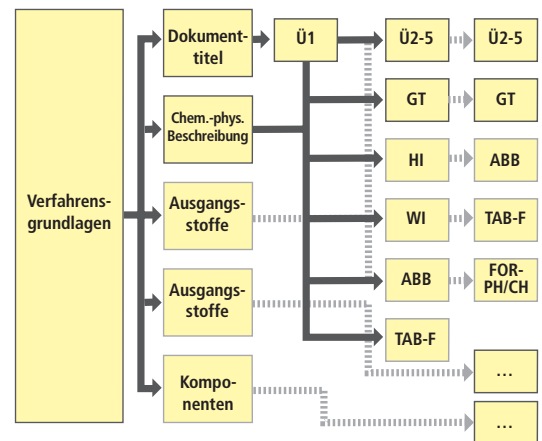 Verfahrens-
grundlagen
Dokument-
titel
Chem.-phys.
Beschreibung
Ausgangs-
stoffe
Ausgangs-
stoffe
Kompo-
nenten
Ü1
Ü2-5
GT
HI
WI
ABB
TAB-F
Ü2-5
GT
ABB
TAB-F
FOR-
PH/CH
...
...